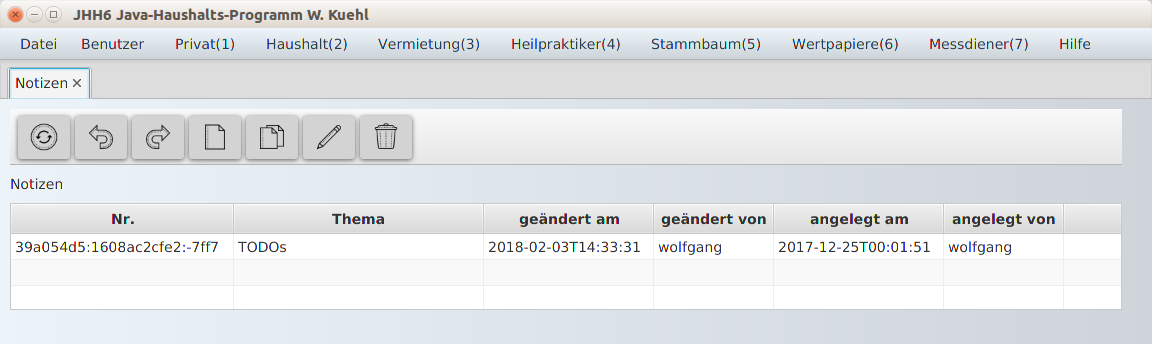 JHH6 Java-Haushalts-Programm W. Kuehl
Datei Benutzer Privat(1) Haushalt(2) Vermietung(3) Heilpraktiker(4) Stammbaum(5) Wertpapiere(6) Messdiener(7) Hilfe
Notizen
Notizen
Nr. Thema geändert am geändert von angelegt am angelegt von
39a054d5:1608ac2cfe2:-7ff7 TODOs 2018-02-03T14:33:31 wolfgang 2017-12-25T00:01:51 wolfgang